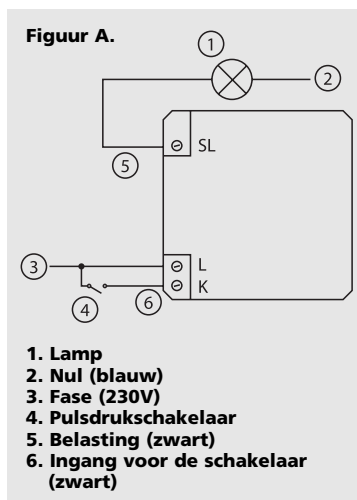 Figuur A.
1
2
5
SL
3
L
4
6
K
1. Lamp
2. Nul (blauw)
3. Fase (230V)
4. Pulsdrukschakelaar
5. Belasting (zwart)
6. Ingang voor de schakelaar
(zwart)